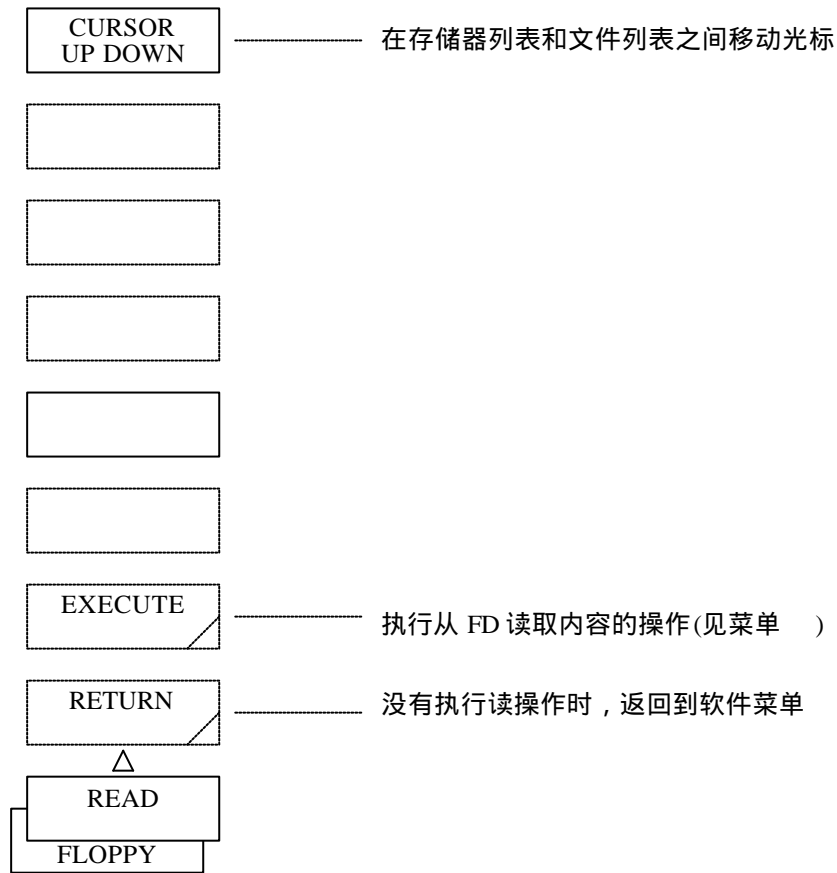 CURSOR
UP DOWN
在存储器列表和文件列表之间移动光标
EXECUTE
执行从 FD 读取内容的操作(见菜单    )
RETURN
没有执行读操作时，返回到软件菜单
READ
FLOPPY